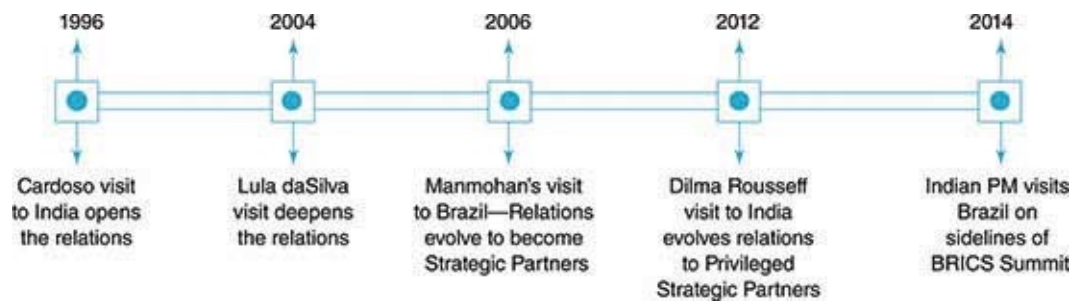 1996
2004
2006
2012
2014
Cardoso visit
to India opens
the relations
Lula daSilva
visit deepens
the relations
Manmohan's visit
to Brazil—Relations
evolve to become
Strategic Partners
Dilma Rousseff
visit to India
evolves relations
to Privileged
Strategic Partners
Indian PM visits
Brazil on
sidelines of
BRICS Summit